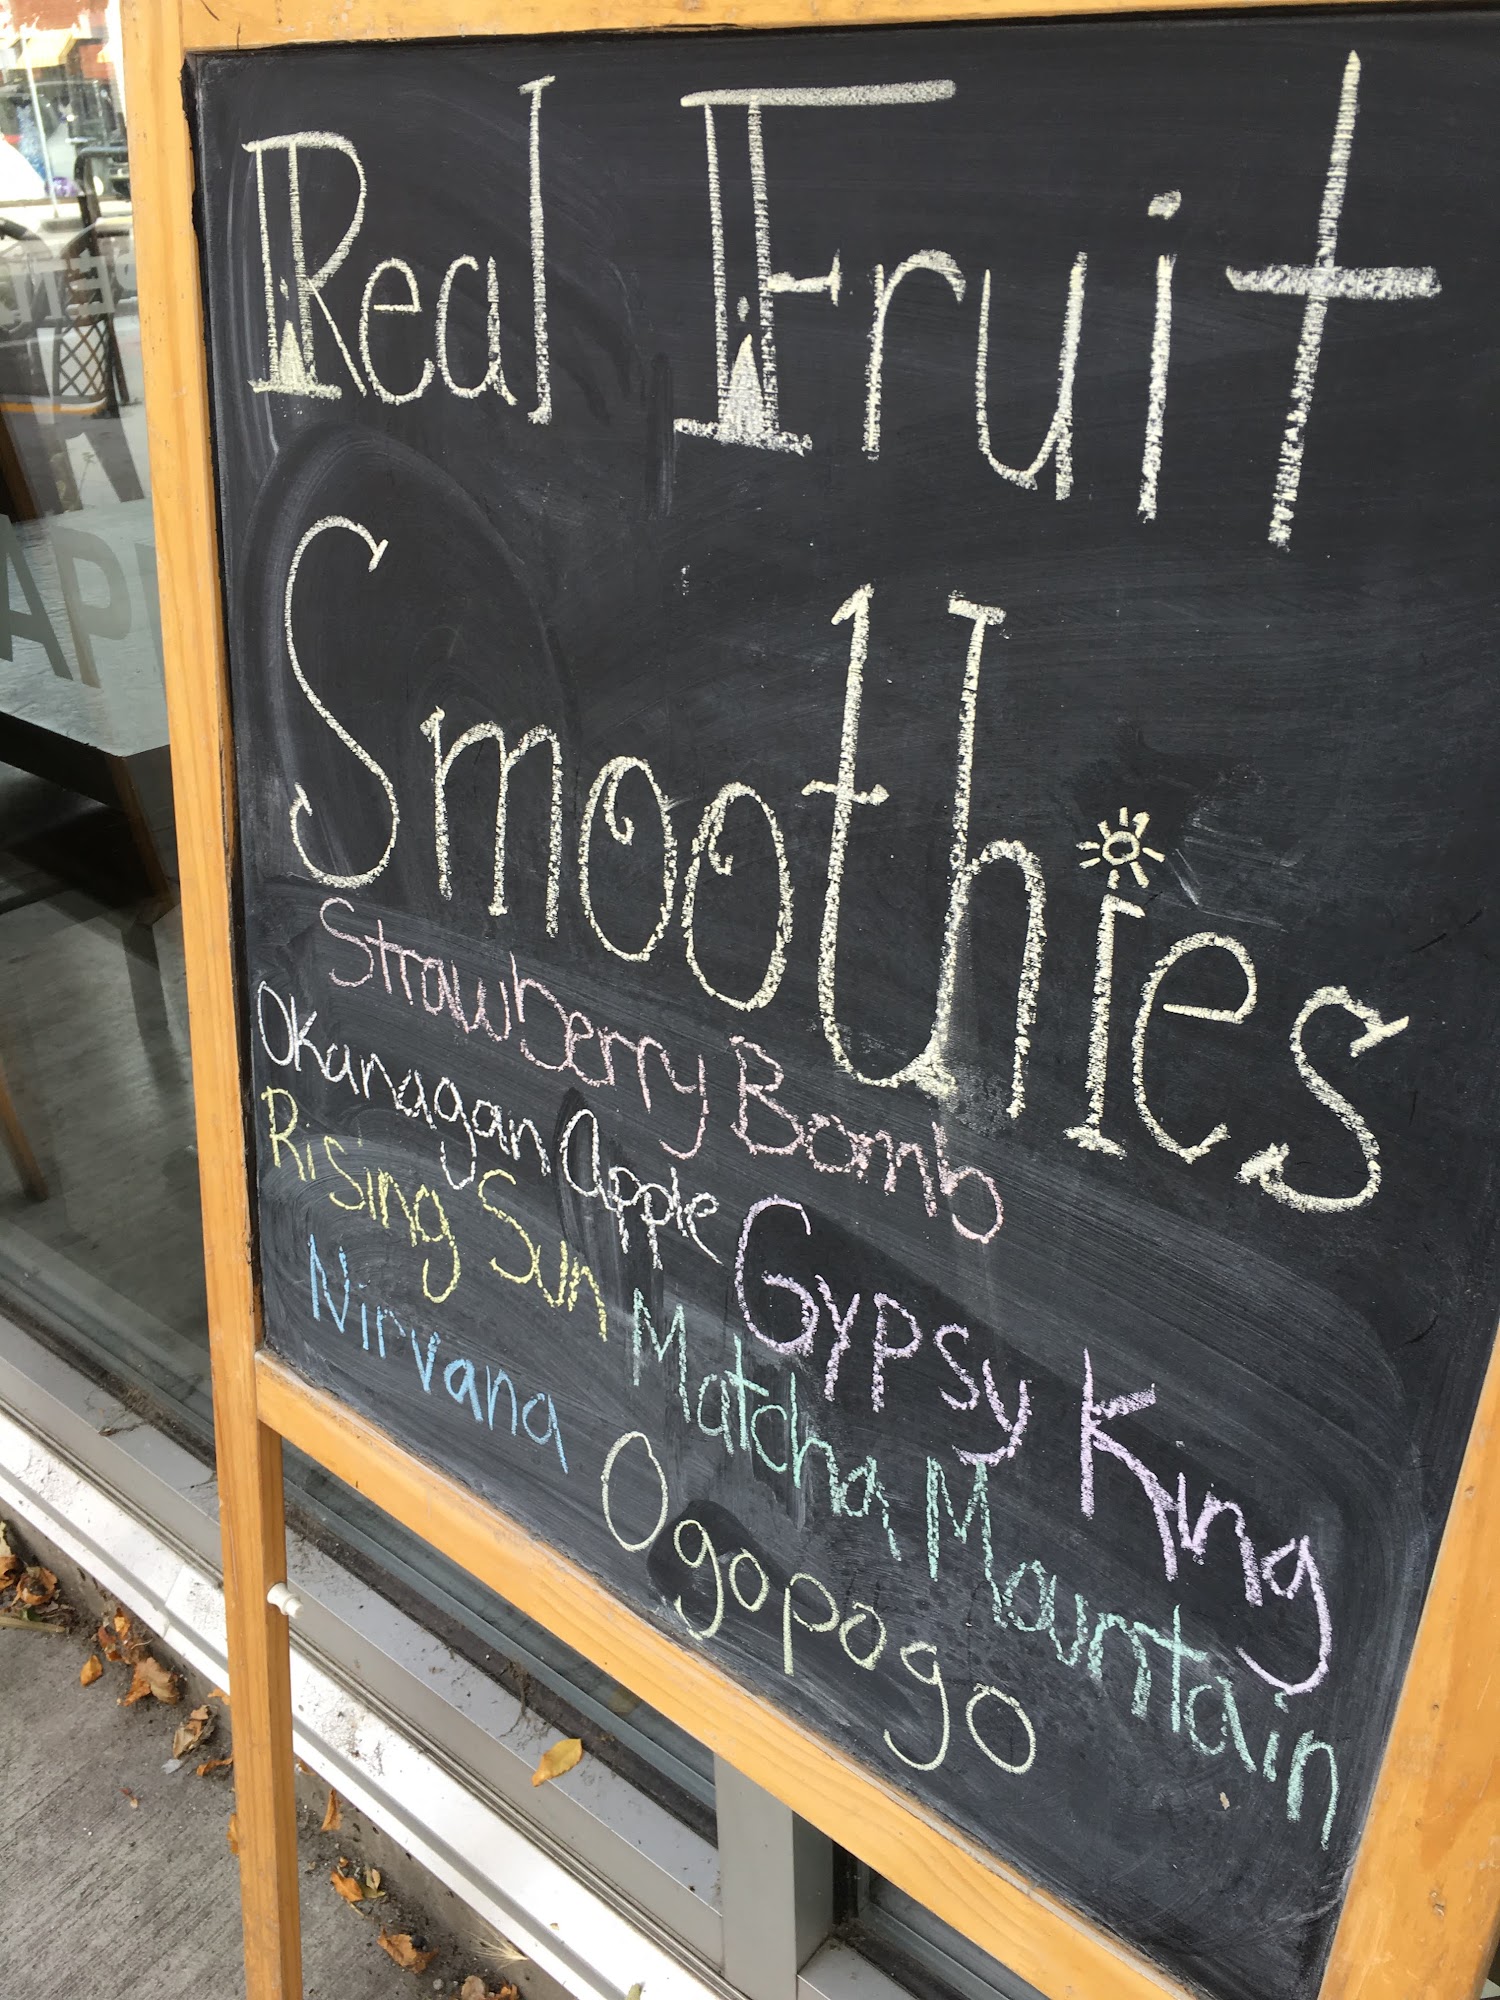 Real Fruit
Smoothies
Strawberry Bomb
Okanagan Apple
Gypsy King
Rising Sun
Matcha Mountain
Nirvana
Ogopogo